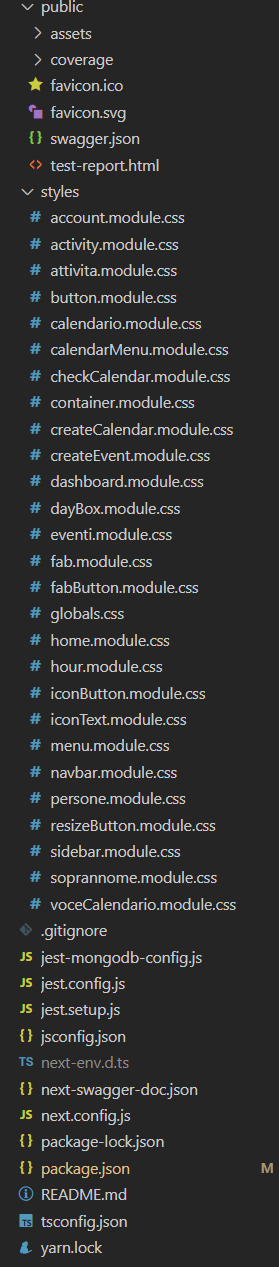 public
assets
coverage
favicon.ico
favicon.svg
{ } swagger.json
<> test-report.html
styles
# account.module.css
# activity.module.css
# attivita.module.css
# button.module.css
# calendario.module.css
# calendarMenu.module.css
# checkCalendar.module.css
# container.module.css
# createCalendar.module.css
# createEvent.module.css
# dashboard.module.css
# dayBox.module.css
# eventi.module.css
# fab.module.css
# fabButton.module.css
# globals.css
# home.module.css
# hour.module.css
# iconButton.module.css
# iconText.module.css
# menu.module.css
# navbar.module.css
# persone.module.css
# resizeButton.module.css
# sidebar.module.css
# soprannome.module.css
# voceCalendario.module.css
.gitignore
JS jest-mongodb-config.js
JS jest.config.js
JS jest.setup.js
{ } jsconfig.json
TS next-env.d.ts
{ } next-swagger-doc.json
JS next.config.js
{ } package-lock.json
{ } package.json M
README.md
TS tsconfig.json
yarn.lock